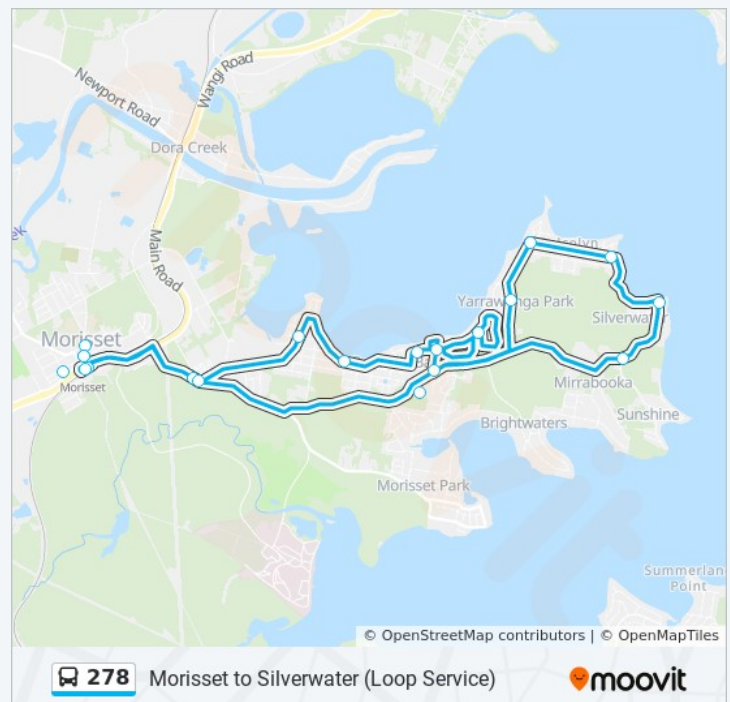 Wangi Road
Newport Road
Dora Creek
Main Road
Yarrawonga Park
Morisset
Silverwater
Morisset
Mirrabooka
Sunshine
Brightwaters
Morisset Park
Summerland
Point
© OpenStreetMap contributors | © OpenMapTiles
278 Morisset to Silverwater (Loop Service)
moovit